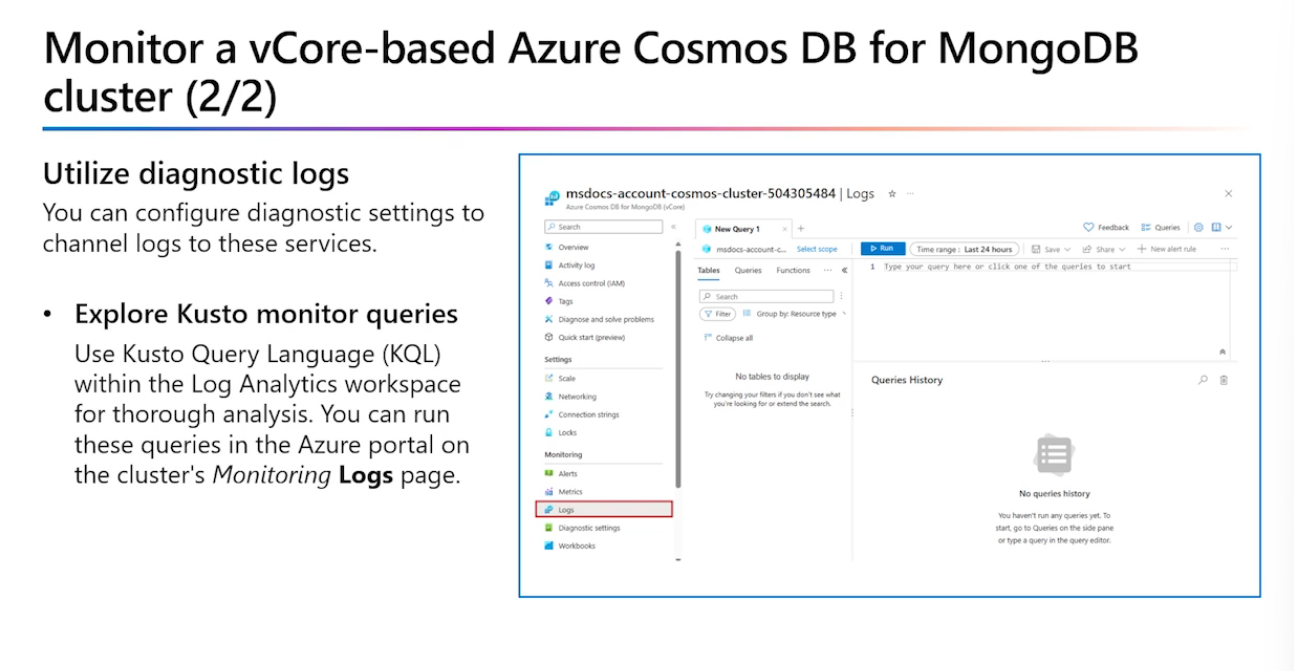 Monitor a vCore-based Azure Cosmos DB for MongoDB
cluster (2/2)
Utilize diagnostic logs
You can configure diagnostic settings to
channel logs to these services.
• Explore Kusto monitor queries
Use Kusto Query Language (KQL)
within the Log Analytics workspace
for thorough analysis. You can run
these queries in the Azure portal on
the cluster's Monitoring Logs page.
msdocs-account-cosmos-cluster-504305484 | Logs
Azure Cosmos DB for MongoDB (vCore)
Search
Overview
Activity log
Access control (IAM)
Tags
Diagnose and solve problems
Quick start (preview)
Settings
Scale
Networking
Connection strings
Locks
Monitoring
Alerts
Metrics
Logs
Diagnostic settings
Workbooks
New Query 1
Feedback Queries
msdocs-account-c... Select scope
Run Time range : Last 24 hours Save Share New alert rule
Tables Queries Functions
Search
Filter Group by: Resource type
Collapse all
No tables to display
Try changing your filters if you don't see what
you're looking for or extend the search.
1 Type your query here or click one of the queries to start
Queries History
No queries history
You haven't run any queries yet. To
start, go to Queries on the side pane
or type a query in the query editor.